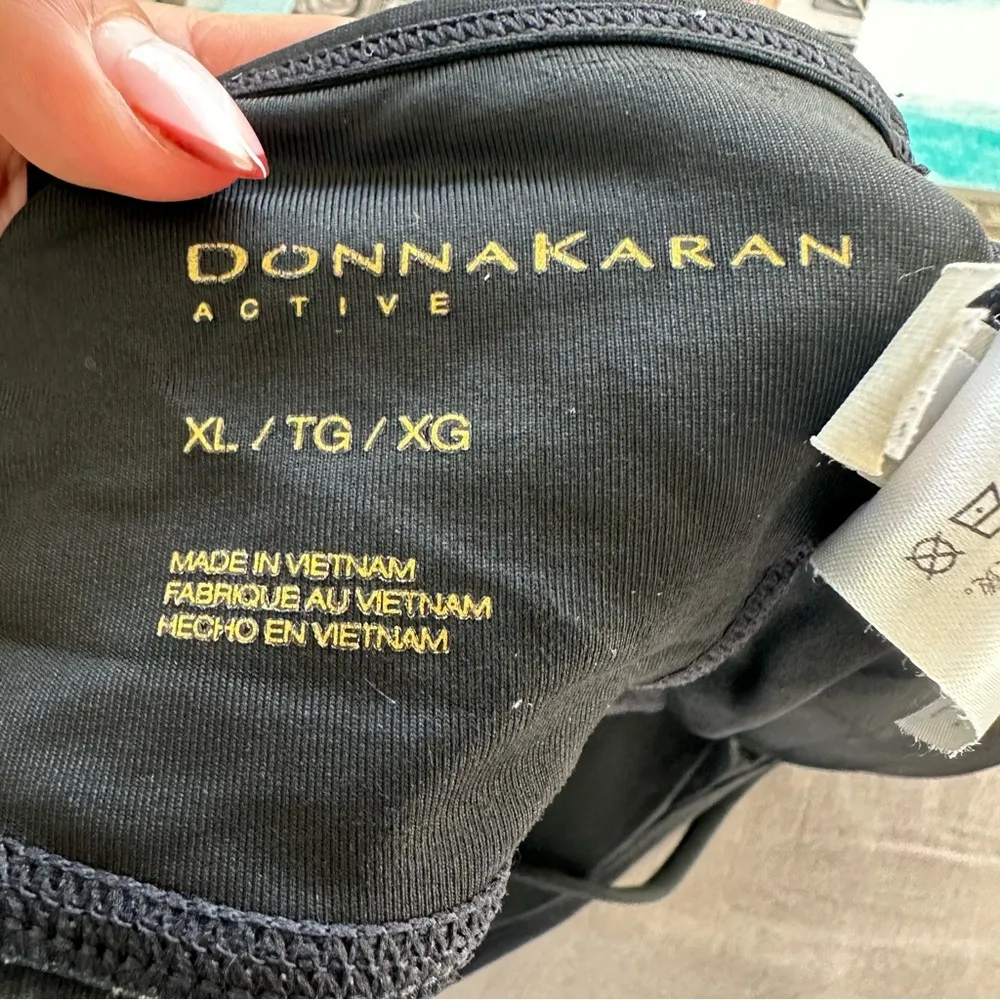 DONNAKARAN
ACTIVE
XL / TG / XG
MADE IN VIETNAM
FABRIQUE AU VIETNAM
HECHO EN VIETNAM